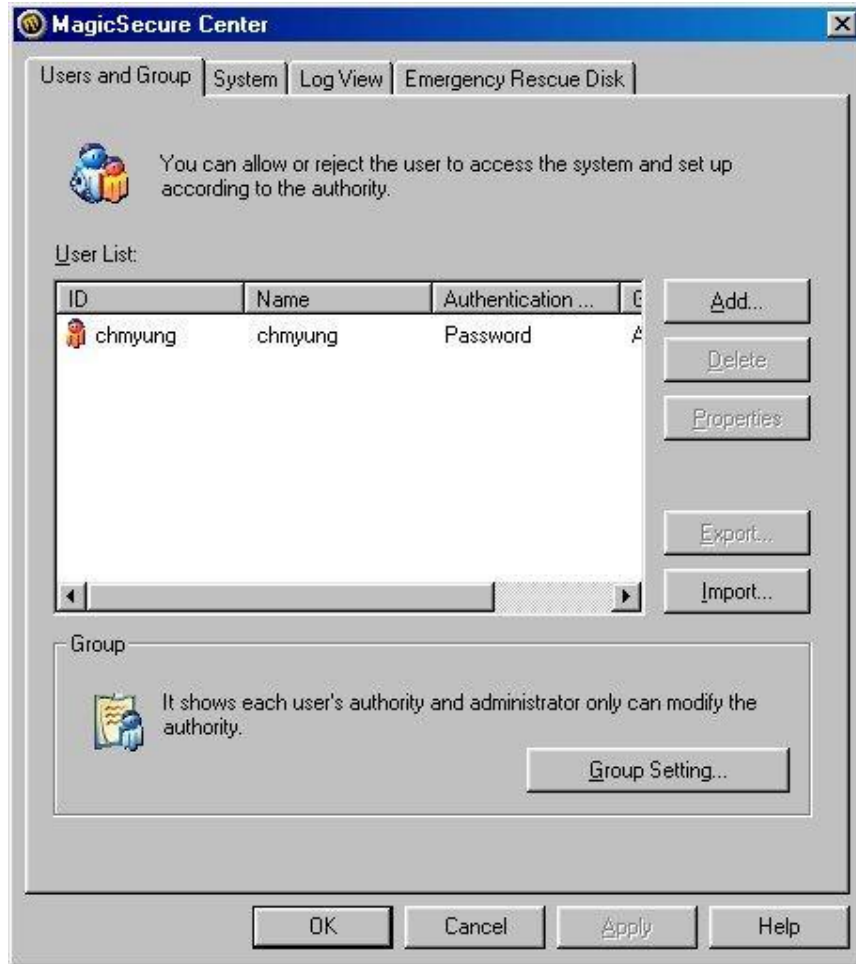 MagicSecure Center
Users and Group System Log View Emergency Rescue Disk
You can allow or reject the user to access the system and set up
according to the authority.
User List:
ID Name Authentication ...
chmyung chmyung Password A
Add...
Delete
Properties
Export...
Import...
Group
It shows each user's authority and administrator only can modify the
authority.
Group Setting...
OK Cancel Apply Help